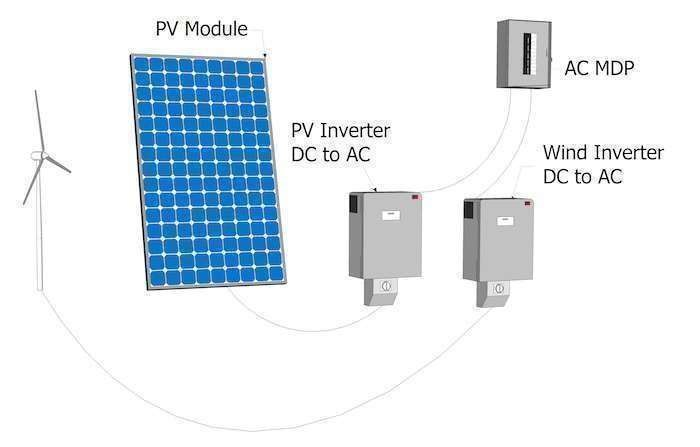 PV Module
AC MDP
PV Inverter
DC to AC
Wind Inverter
DC to AC